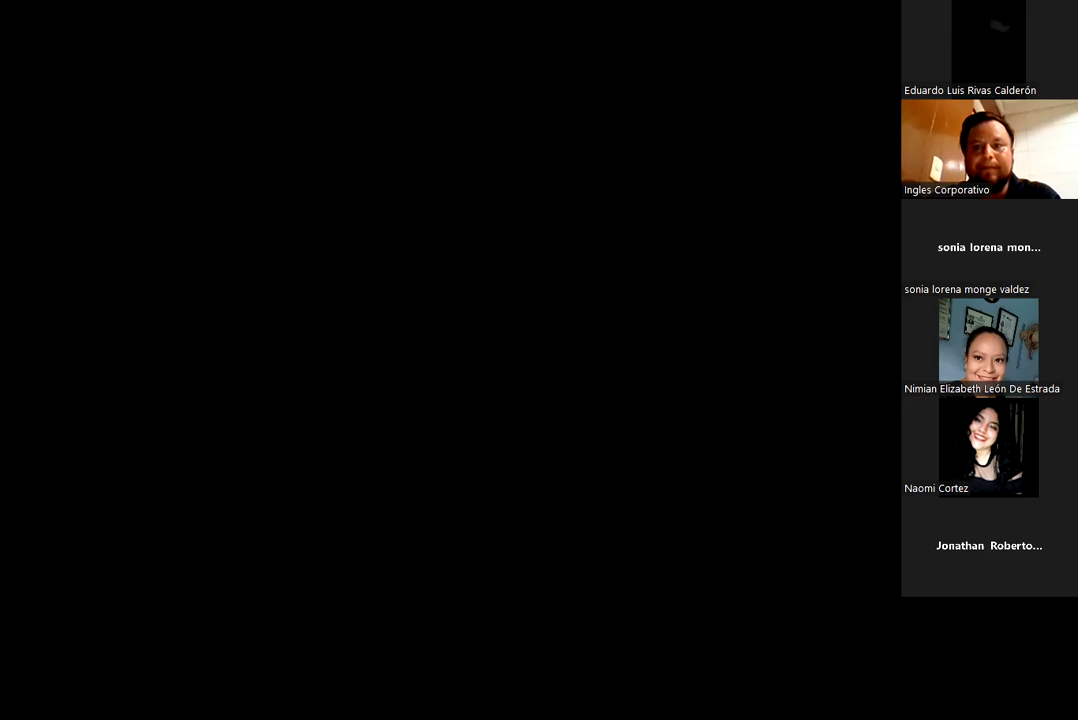 Eduardo Luis Rivas Calderón
Ingles Corporativo
sonia lorena mon...
sonia lorena monge valdez
Nimian Elizabeth León De Estrada
Naomi Cortez
Jonathan Roberto...